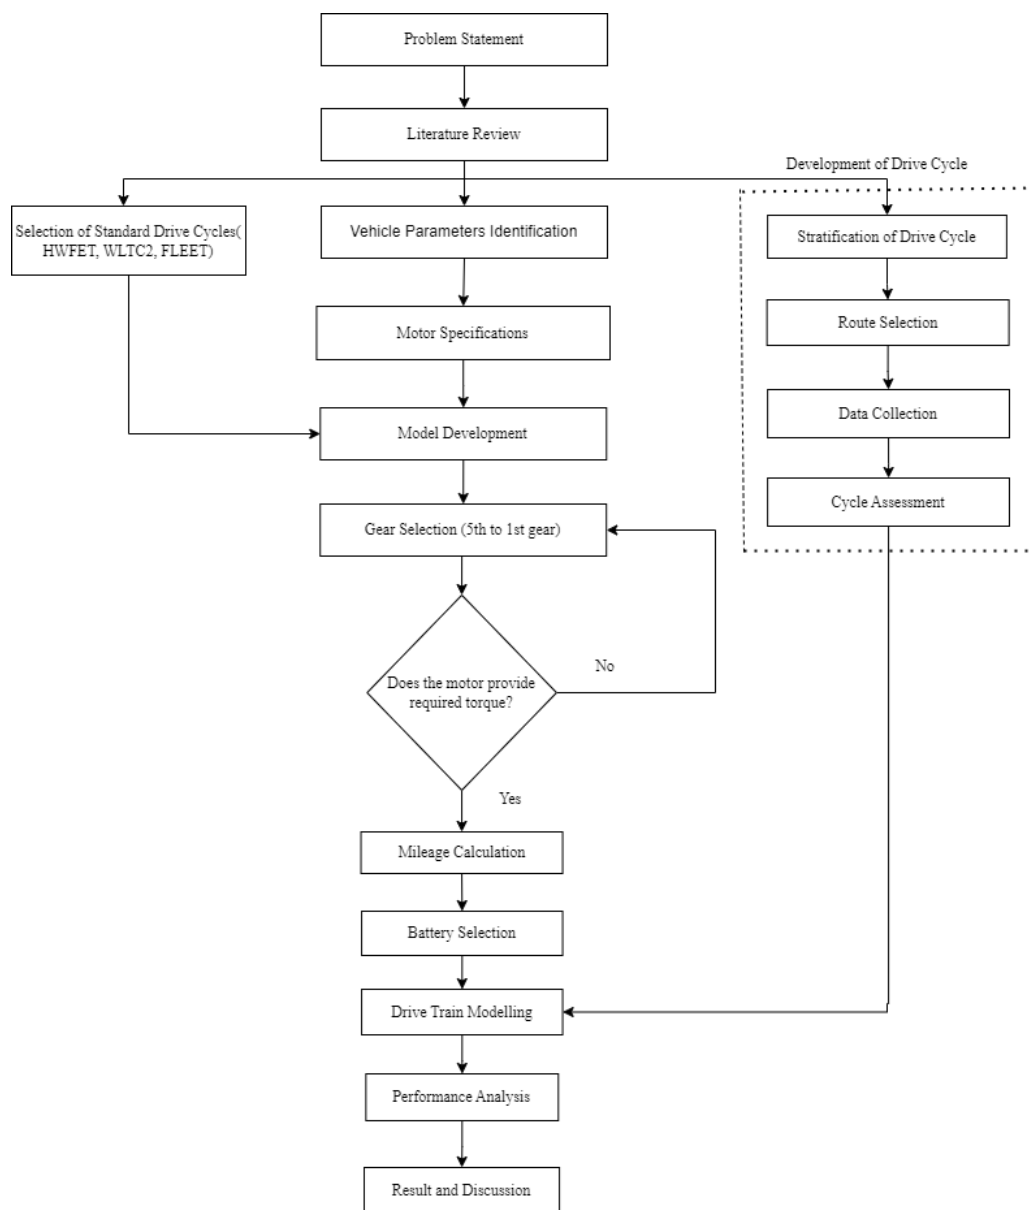 Problem Statement
Literature Review
Development of Drive Cycle
Selection of Standard Drive Cycles(
HWFET, WLTC2, FLEET)
Vehicle Parameters Identification
Stratification of Drive Cycle
Motor Specifications
Route Selection
Model Development
Data Collection
Gear Selection (5th to 1st gear)
Cycle Assessment
Does the motor provide
required torque?
No
Yes
Mileage Calculation
Battery Selection
Drive Train Modelling
Performance Analysis
Result and Discussion